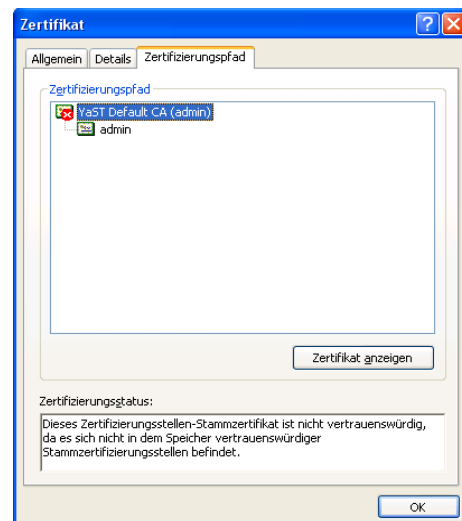 Zertifikat
Allgemein Details Zertifizierungspfad
Zertifizierungspfad
YaST Default CA (admin)
admin
Zertifikat anzeigen
Zertifizierungsstatus:
Dieses Zertifizierungsstellen-Stammzertifikat ist nicht vertrauenswürdig,
da es sich nicht in dem Speicher vertrauenswürdiger
Stammzertifizierungsstellen befindet.
OK